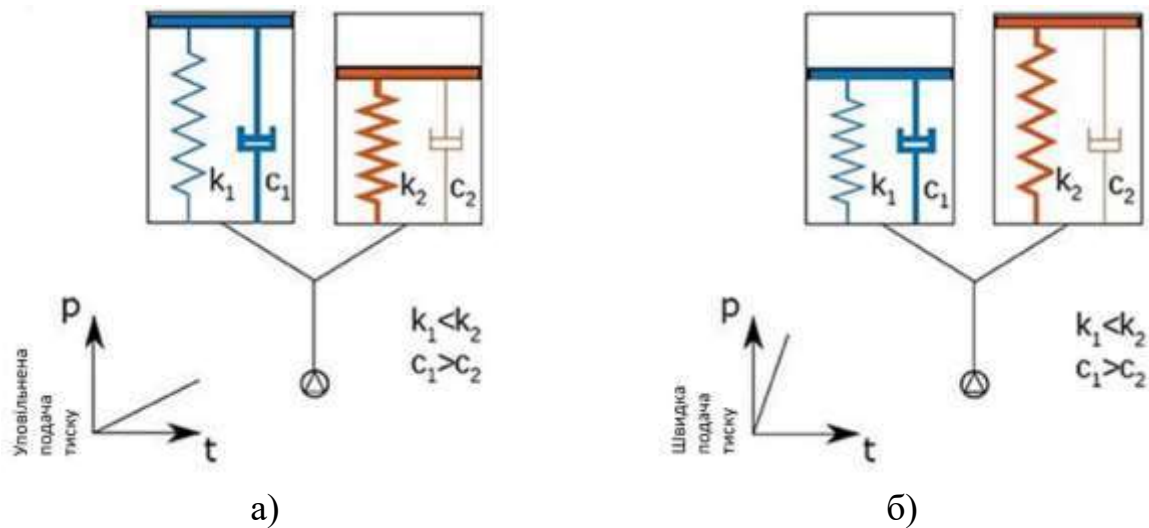 k₁ c₁ k₂ c₂
p
Уповільнена
подача
тиску
t
k₁<k₂
c₁>c₂
а)
k₁ c₁ k₂ c₂
p
Швидка
подача
тиску
t
k₁<k₂
c₁>c₂
б)